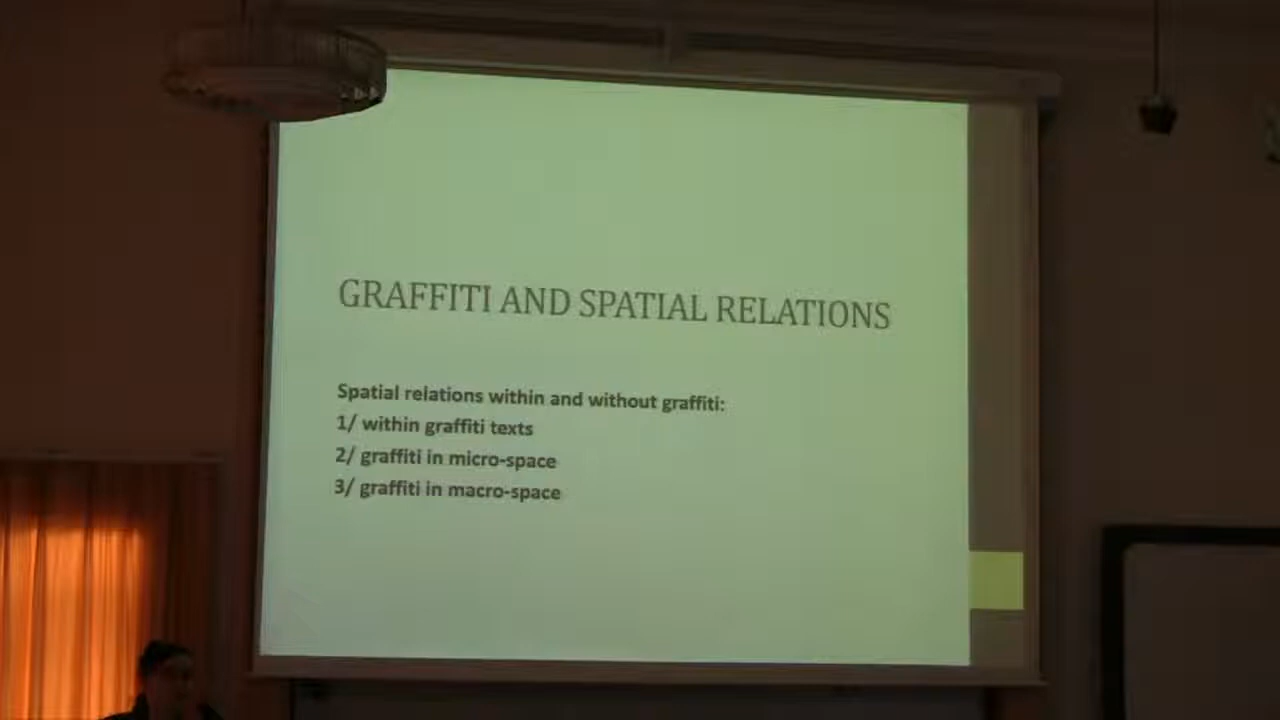 GRAFFITI AND SPATIAL RELATIONS
Spatial relations within and without graffiti:
1/ within graffiti texts
2/ graffiti in micro-space
3/ graffiti in macro-space